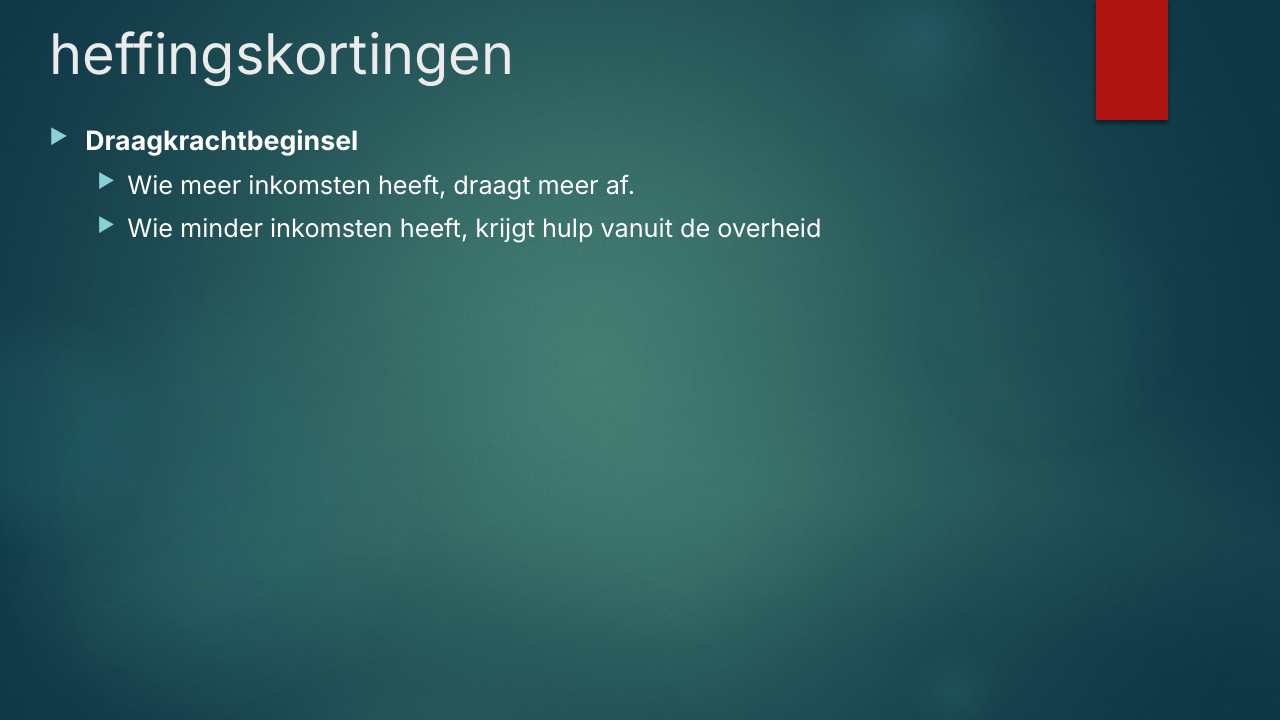 heffingskortingen
Draagkrachtbeginsel
Wie meer inkomsten heeft, draagt meer af.
Wie minder inkomsten heeft, krijgt hulp vanuit de overheid